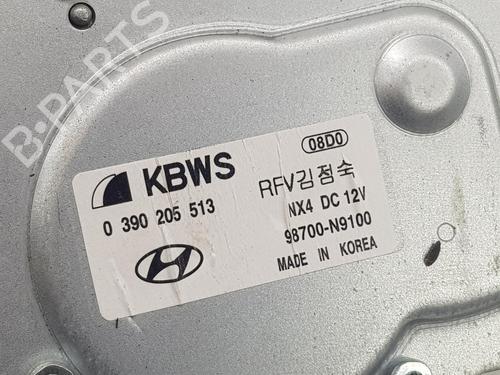 B-PARTS
08D0
KBWS
RFV김점숙
0 390 205 513
NX4 DC 12V
98700-N9100
MADE IN KOREA